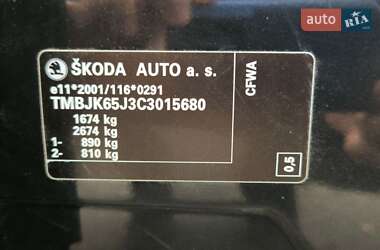 auto RIA.com
ŠKODA AUTO a. s.
e11*2001/116*0291
TMBJK65J3C3015680
1674 kg
2674 kg
1- 890 kg
2- 810 kg
CFWA
0,5